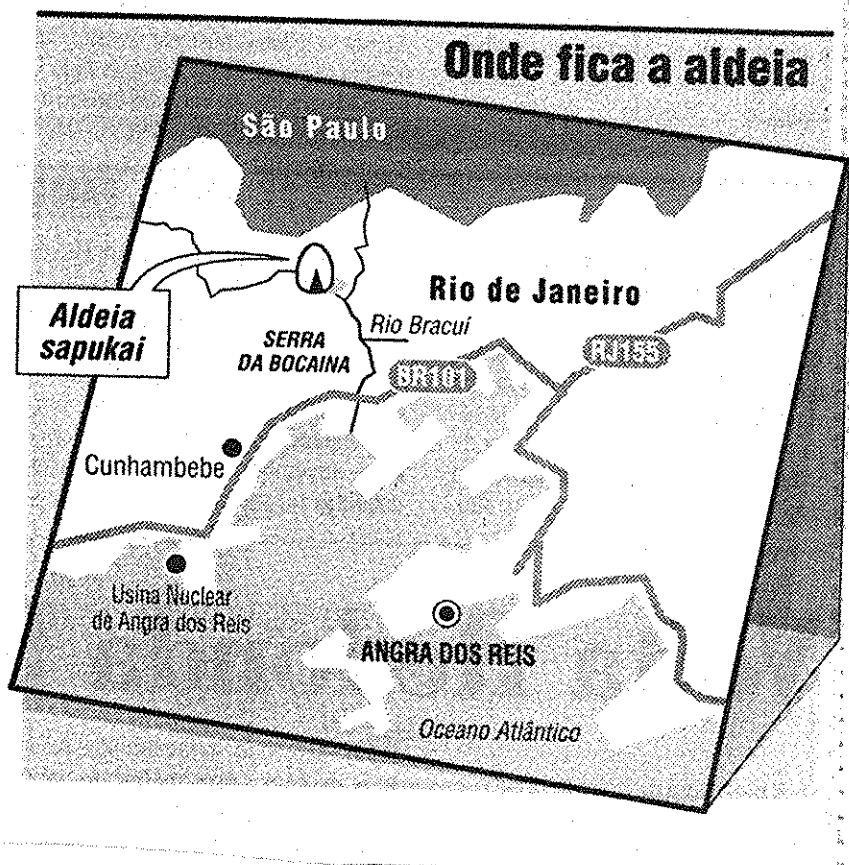 Onde fica a aldeia
São Paulo
Aldeia
sapukai
Rio de Janeiro
SERRA
DA BOCAINA
Rio Bracuí
BR101
RJ155
Cunhambebe
Usina Nuclear
de Angra dos Reis
ANGRA DOS REIS
Oceano Atlântico